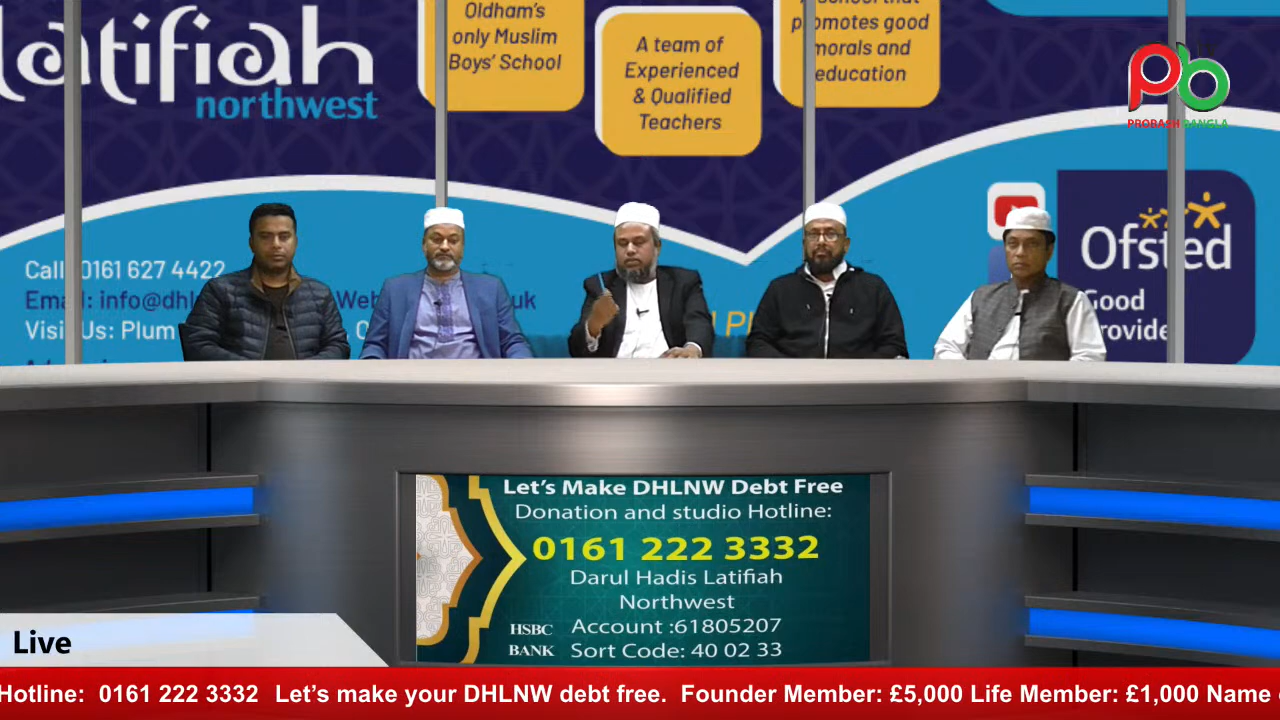 latifiah
northwest
Oldham's
only Muslim
Boys' School
A team of
Experienced
& Qualified
Teachers
promotes good
morals and
education
PROBASH BANGLA
Ofsted
Good
Provider
Call: 0161 627 4422
Email: info@dhl
Web
uk
Visit Us: Plum
Let's Make DHLNW Debt Free
Donation and studio Hotline:
0161 222 3332
Darul Hadis Latifiah
Northwest
HSBC Account :61805207
BANK Sort Code: 40 02 33
Live
Hotline: 0161 222 3332 Let's make your DHLNW debt free. Founder Member: £5,000 Life Member: £1,000 Name